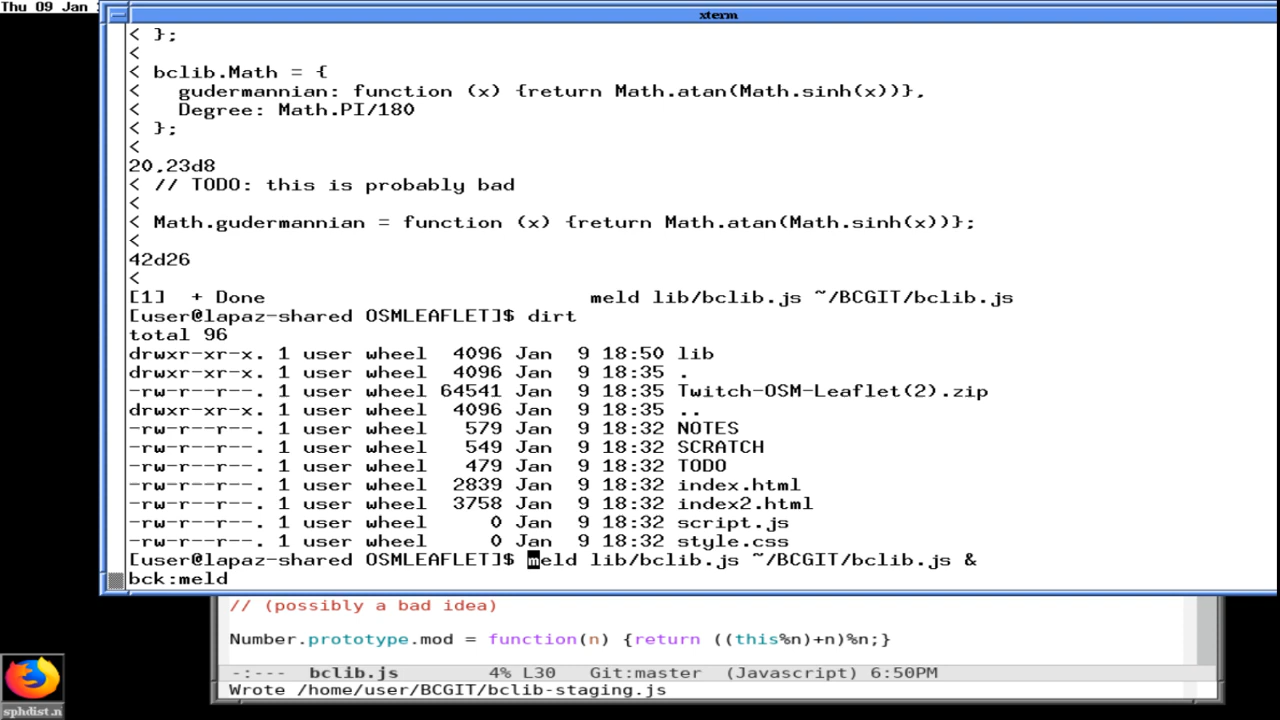 Thu 09 Jan
xterm
< };
<
< bclib.Math = {
<   gudermannian: function (x) {return Math.atan(Math.sinh(x))},
<   Degree: Math.PI/180
< };
<
20,23d8
< // TODO: this is probably bad
<
< Math.gudermannian = function (x) {return Math.atan(Math.sinh(x))};
<
42d26
<
[1]  + Done                          meld lib/bclib.js ~/BCGIT/bclib.js
[user@lapaz-shared OSMLEAFLET]$ dirt
total 96
drwxr-xr-x. 1 user wheel  4096 Jan  9 18:50 lib
drwxr-xr-x. 1 user wheel  4096 Jan  9 18:35 .
-rw-r--r--. 1 user wheel 64541 Jan  9 18:35 Twitch-OSM-Leaflet(2).zip
drwxr-xr-x. 1 user wheel  4096 Jan  9 18:35 ..
-rw-r--r--. 1 user wheel   579 Jan  9 18:32 NOTES
-rw-r--r--. 1 user wheel   549 Jan  9 18:32 SCRATCH
-rw-r--r--. 1 user wheel   479 Jan  9 18:32 TODO
-rw-r--r--. 1 user wheel  2839 Jan  9 18:32 index.html
-rw-r--r--. 1 user wheel  3758 Jan  9 18:32 index2.html
-rw-r--r--. 1 user wheel     0 Jan  9 18:32 script.js
-rw-r--r--. 1 user wheel     0 Jan  9 18:32 style.css
[user@lapaz-shared OSMLEAFLET]$ meld lib/bclib.js ~/BCGIT/bclib.js &
bck:meld
// (possibly a bad idea)
Number.prototype.mod = function(n) {return ((this%n)+n)%n;}
-:---  bclib.js       4% L30   Git:master  (Javascript) 6:50PM
Wrote /home/user/BCGIT/bclib-staging.js
sphdist.n